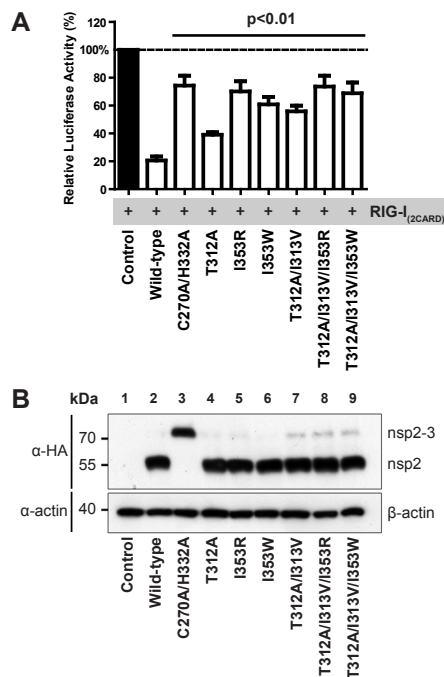 A
p<0.01
Relative Luciferase Activity (%)
100%
80
60
40
20
0
+ + + + + + + + + RIG-I(2CARD)
Control
Wild-type
C270A/H332A
T312A
I353R
I353W
T312A/I313V
T312A/I313V/I353R
T312A/I313V/I353W
B
kDa 1 2 3 4 5 6 7 8 9
α-HA
70
55
nsp2-3
nsp2
α-actin
40
β-actin
Control
Wild-type
C270A/H332A
T312A
I353R
I353W
T312A/I313V
T312A/I313V/I353R
T312A/I313V/I353W